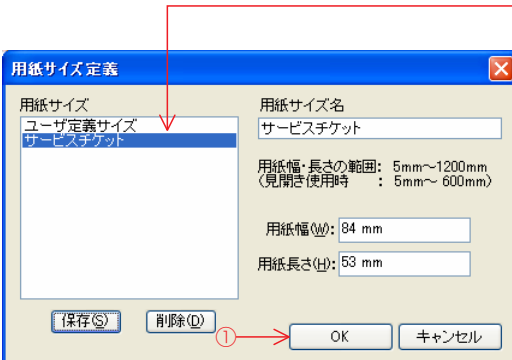 用紙サイズ定義
用紙サイズ
ユーザ定義サイズ
サービスチケット
用紙サイズ名
サービスチケット
用紙幅・長さの範囲: 5mm～1200mm
(見開き使用時 : 5mm～ 600mm)
用紙幅(W): 84 mm
用紙長さ(H): 53 mm
保存(S) 削除(D)
① OK キャンセル